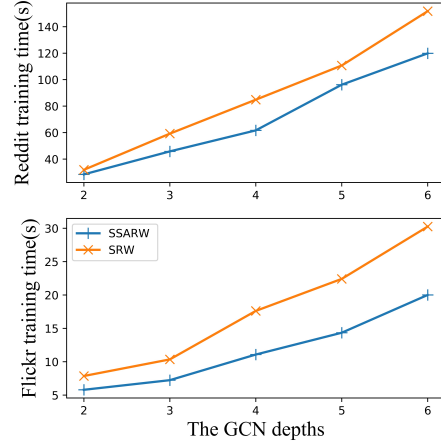 Reddit training time(s)
140
120
100
80
60
40
2 3 4 5 6
Flickr training time(s)
30
25
20
15
10
5
SSARW
SRW
2 3 4 5 6
The GCN depths